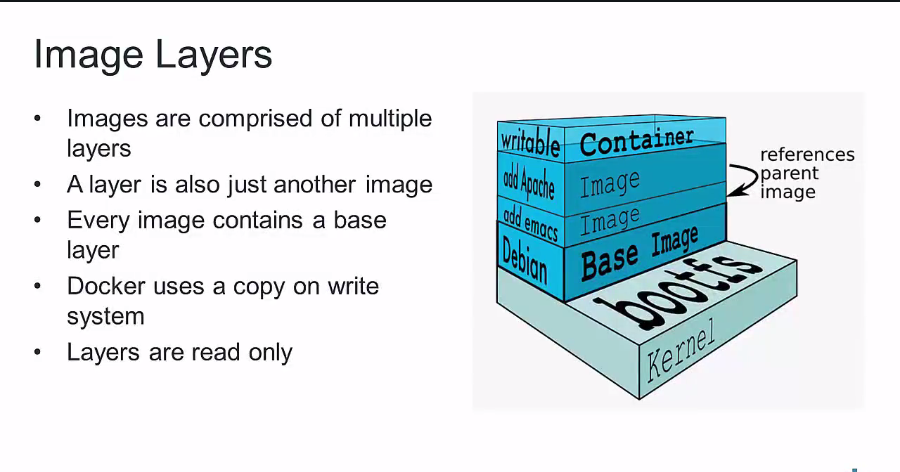 Image Layers
• Images are comprised of multiple
layers
• A layer is also just another image
• Every image contains a base
layer
• Docker uses a copy on write
system
• Layers are read only
writable Container
references
parent
image
add Apache Image
add emacs Image
Debian Base Image
bootfs
Kernel